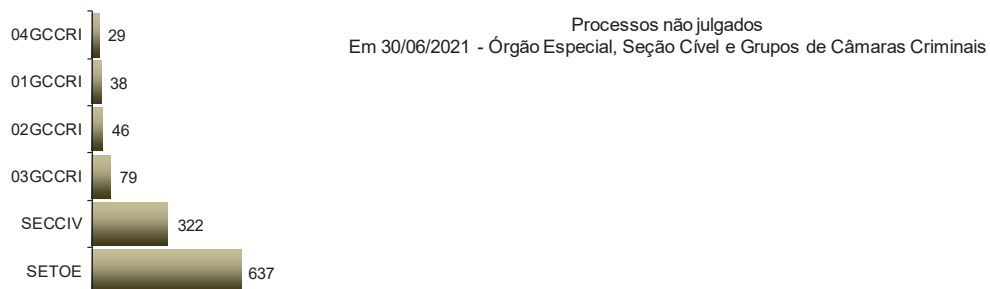 Processos não julgados
Em 30/06/2021 - Órgão Especial, Seção Cível e Grupos de Câmaras Criminais
04GCCRI 29
01GCCRI 38
02GCCRI 46
03GCCRI 79
SECCIV 322
SETOE 637